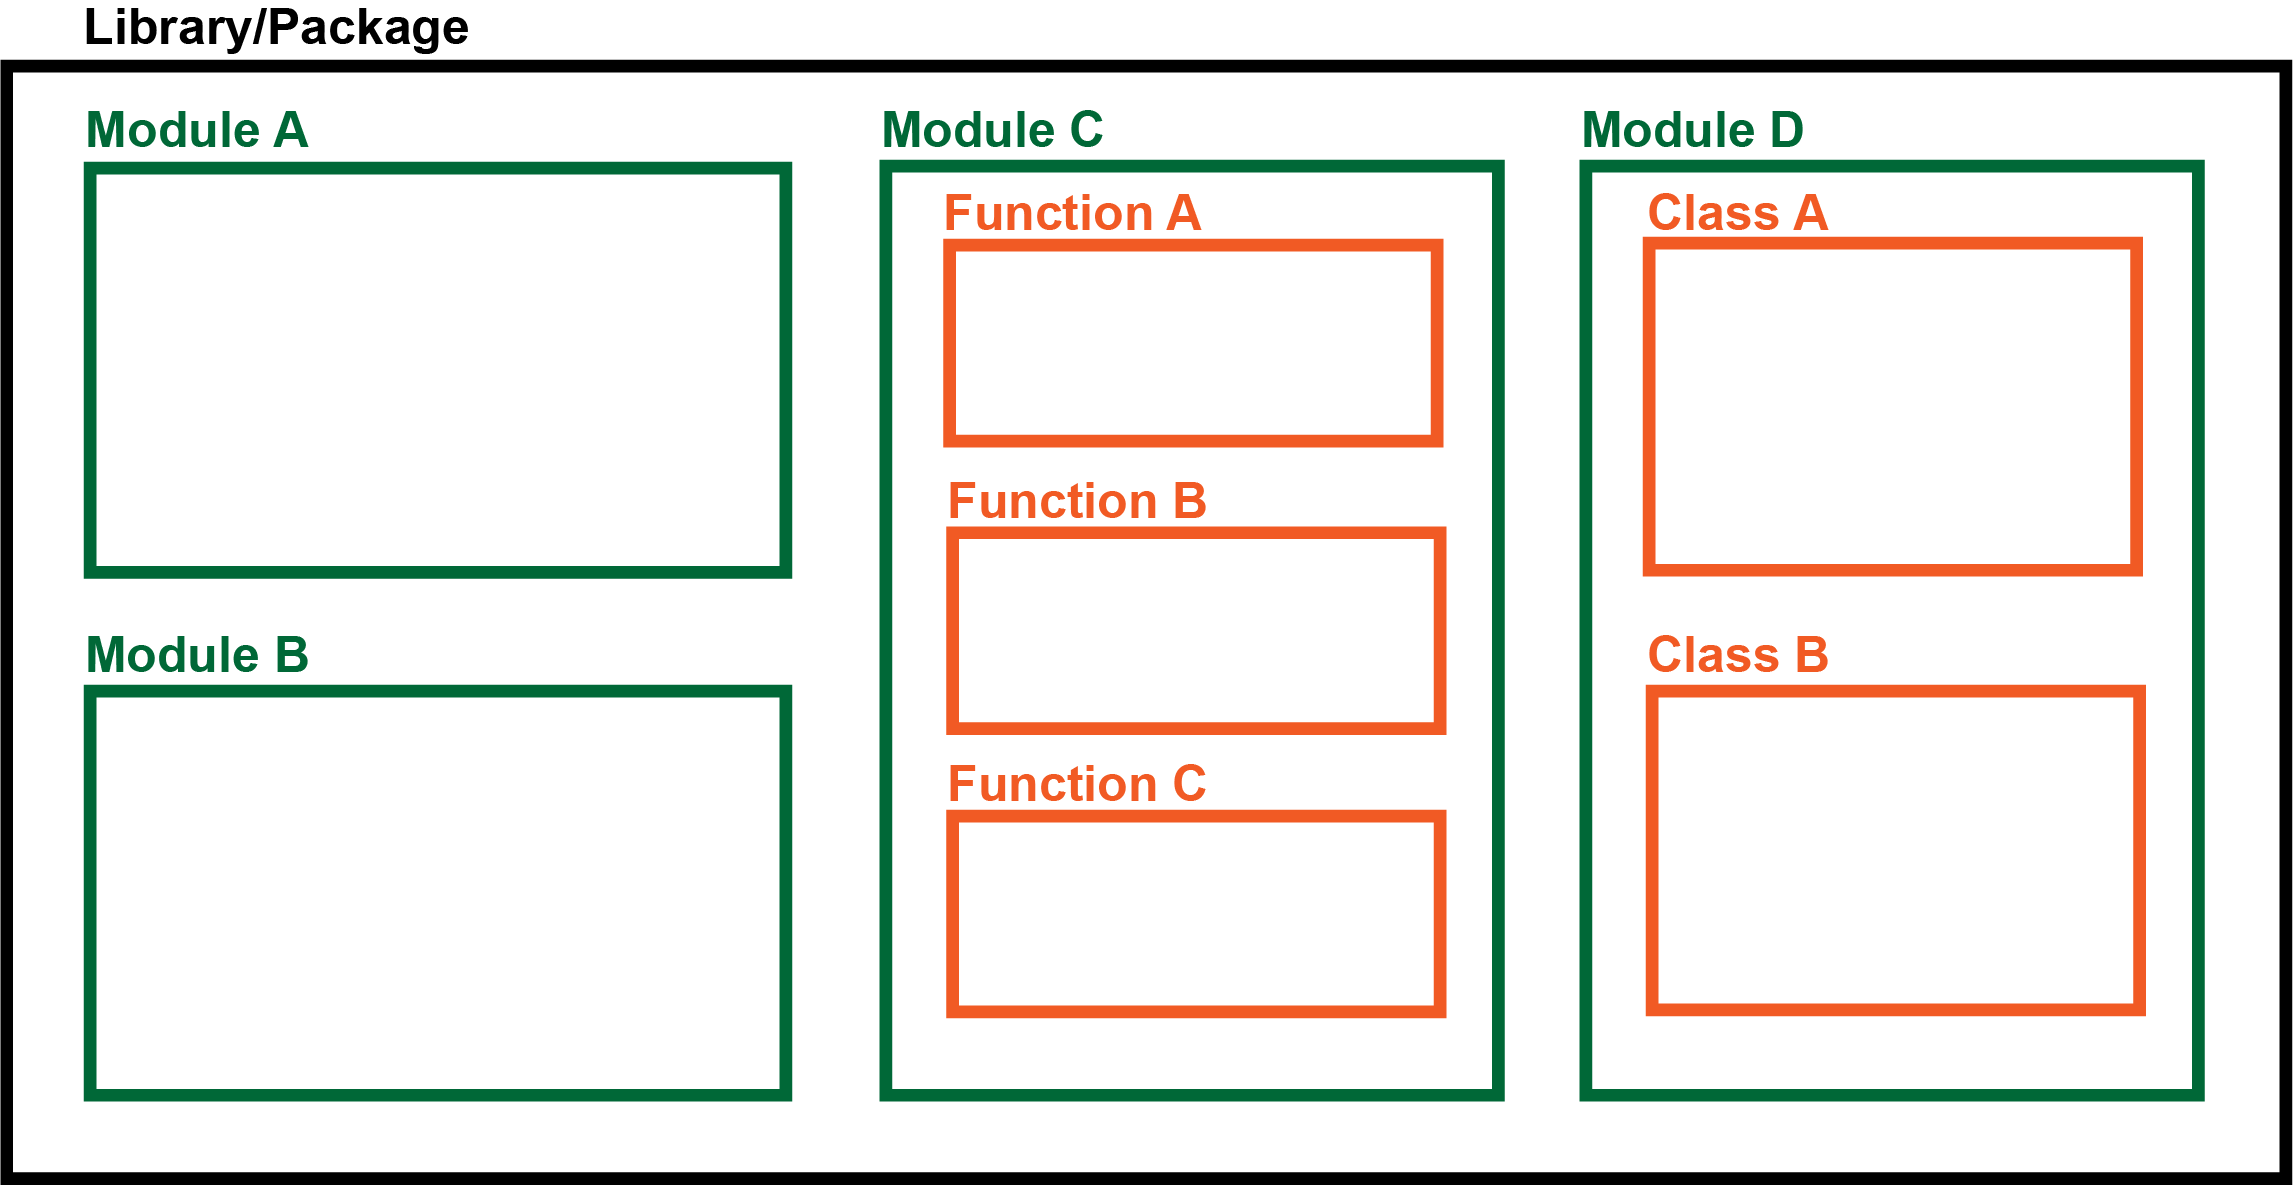 Library/Package
Module A
Module B
Module C
Function A
Function B
Function C
Module D
Class A
Class B